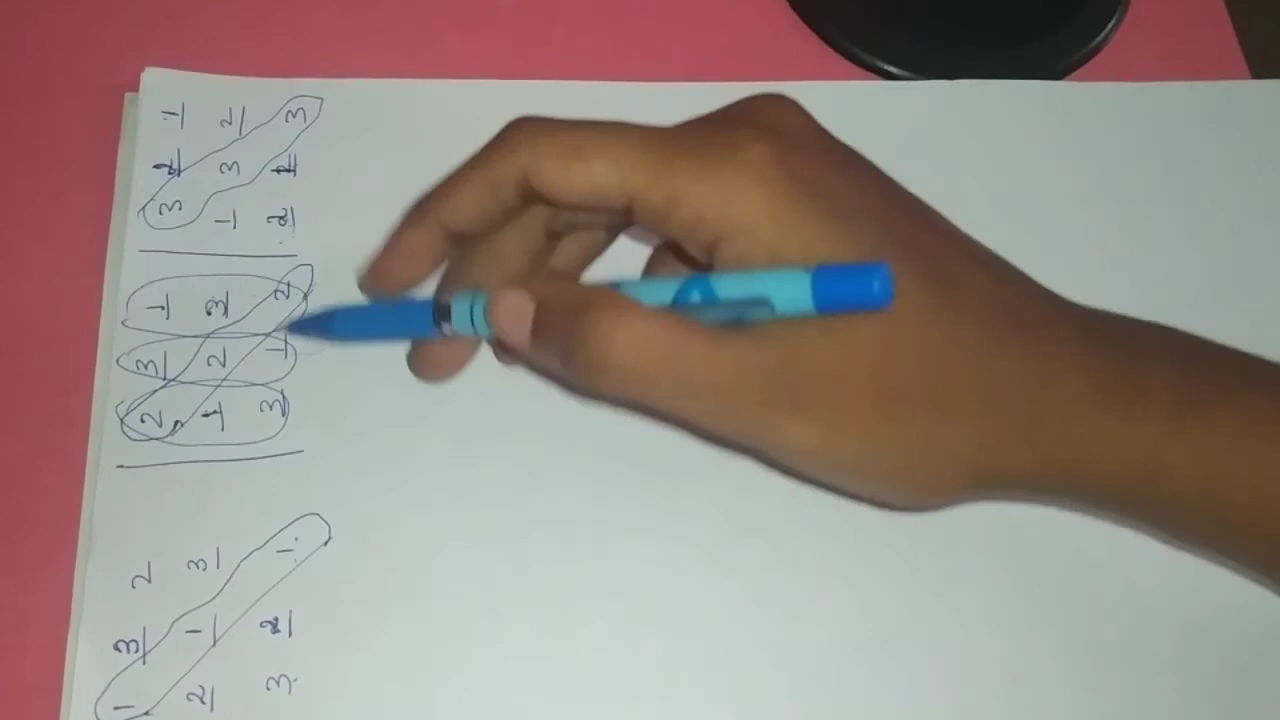 1 3 2 | 2 3 1 | 3 2 1
2 1 3 | 1 2 3 | 1 3 2
3 2 1 | 3 1 2 | 2 1 3